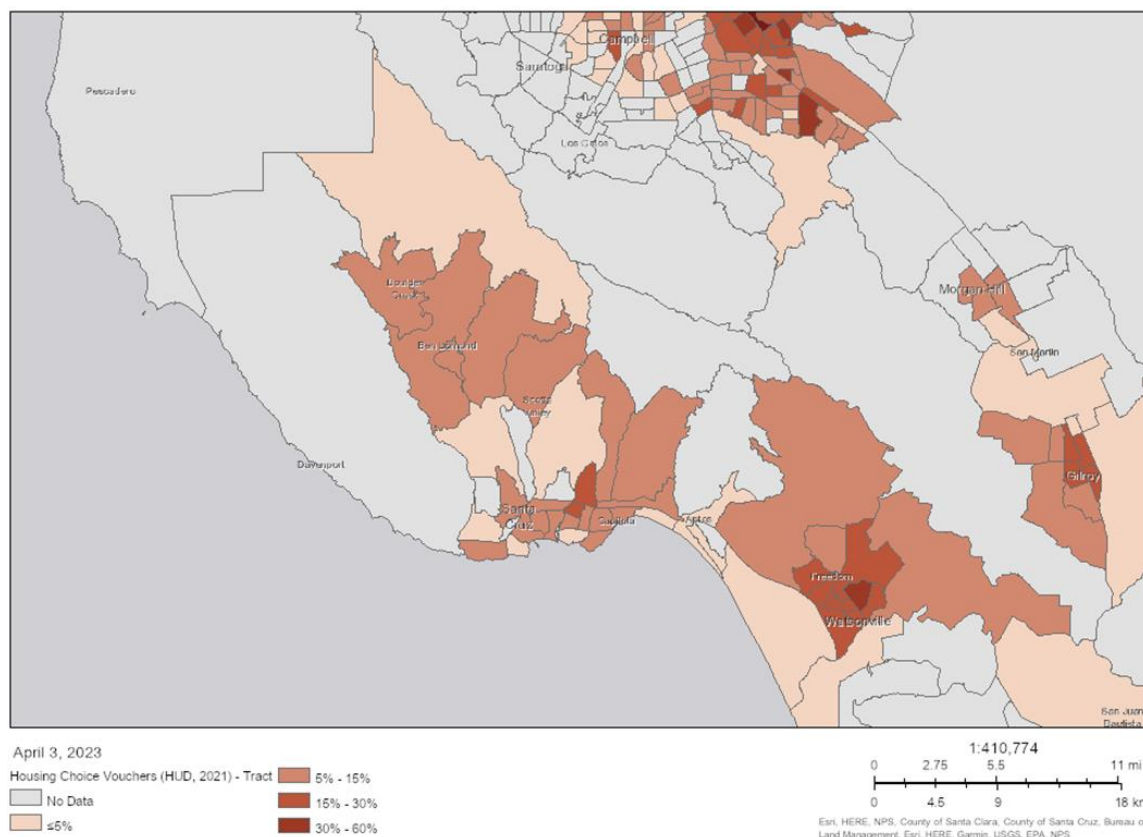 Campbell
Saratoga
Pescadero
Los Gatos
Morgan Hill
Boulder
Creek
Ben Lomond
San Martin
Scotts
Valley
Davenport
Gilroy
Santa
Cruz
Capitola
Aptos
Freedom
Watsonville
San Juan
Bautista
April 3, 2023
Housing Choice Vouchers (HUD, 2021) - Tract
No Data
≤5%
5% - 15%
15% - 30%
30% - 60%
1:410,774
0 2.75 5.5 11 mi
0 4.5 9 18 km
Esri, HERE, NPS, County of Santa Clara, County of Santa Cruz, Bureau o
Land Management, Esri, HERE, Garmin, USGS, EPA, NPS